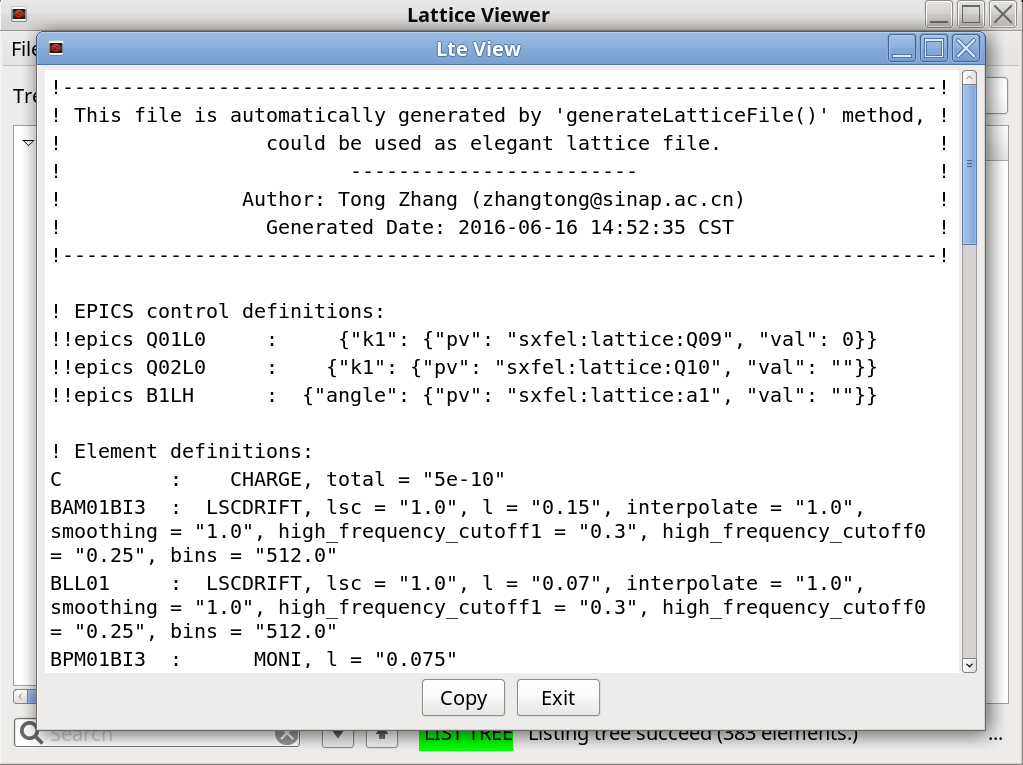 Lattice Viewer
File
Lte View
Tre
!-------------------------------------------------------------------------!
! This file is automatically generated by 'generateLatticeFile()' method, !
!                 could be used as elegant lattice file.                  !
!                        ------------------------                         !
!               Author: Tong Zhang (zhangtong@sinap.ac.cn)                !
!                 Generated Date: 2016-06-16 14:52:35 CST                 !
!-------------------------------------------------------------------------!
! EPICS control definitions:
!!epics Q01L0     :     {"k1": {"pv": "sxfel:lattice:Q09", "val": 0}}
!!epics Q02L0     :    {"k1": {"pv": "sxfel:lattice:Q10", "val": ""}}
!!epics B1LH      :  {"angle": {"pv": "sxfel:lattice:a1", "val": ""}}
! Element definitions:
C         :    CHARGE, total = "5e-10"
BAM01BI3  :  LSCDRIFT, lsc = "1.0", l = "0.15", interpolate = "1.0",
smoothing = "1.0", high_frequency_cutoff1 = "0.3", high_frequency_cutoff0
= "0.25", bins = "512.0"
BLL01     :  LSCDRIFT, lsc = "1.0", l = "0.07", interpolate = "1.0",
smoothing = "1.0", high_frequency_cutoff1 = "0.3", high_frequency_cutoff0
= "0.25", bins = "512.0"
BPM01BI3  :      MONI, l = "0.075"
Copy Exit
Search LIST TREE Listing tree succeed (383 elements.) ...